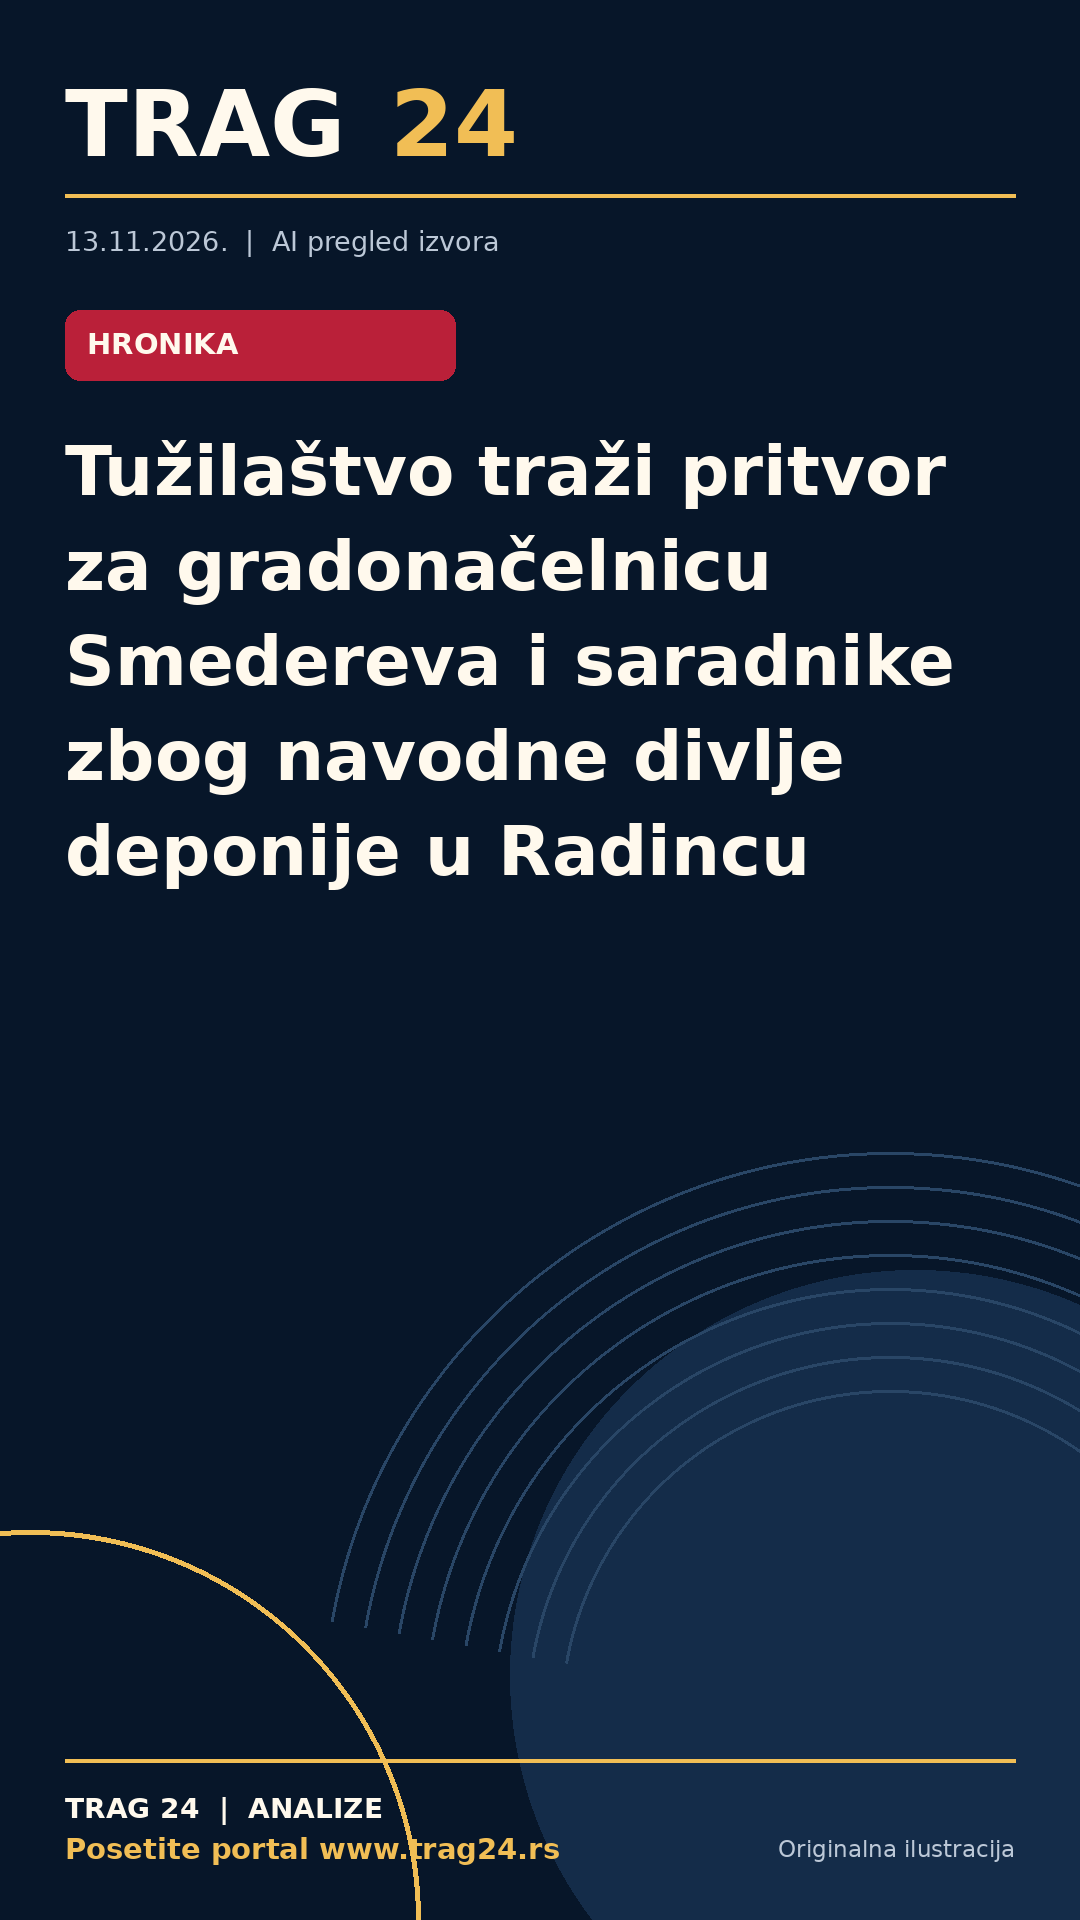 TRAG 24
13.11.2026. | AI pregled izvora
HRONIKA
Tužilaštvo traži pritvor
za gradonačelnicu
Smedereva i saradnike
zbog navodne divlje
deponije u Radincu
TRAG 24 | ANALIZE
Posetite portal www.trag24.rs
Originalna ilustracija